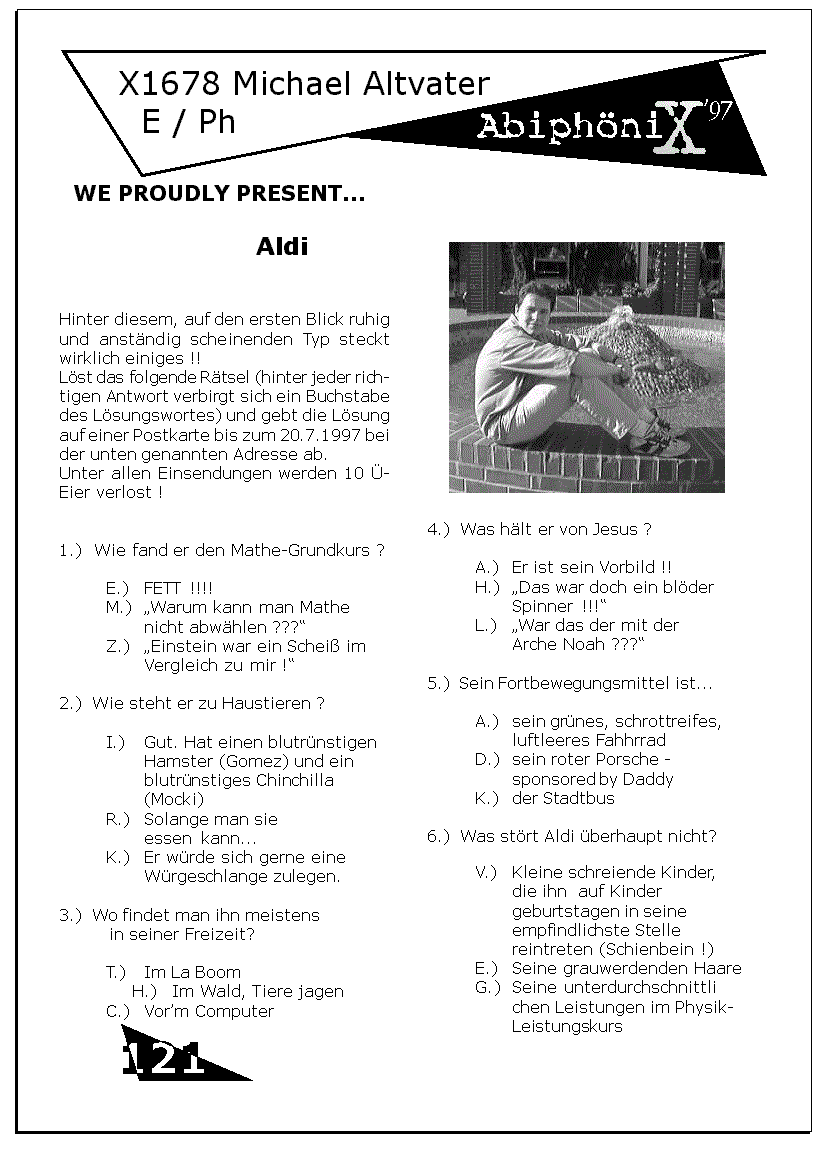 X1678 Michael Altvater
E / Ph
AbiphöniX '97
WE PROUDLY PRESENT...
Aldi
Hinter diesem, auf den ersten Blick ruhig
und anständig scheinenden Typ steckt
wirklich einiges !!
Löst das folgende Rätsel (hinter jeder rich-
tigen Antwort verbirgt sich ein Buchstabe
des Lösungswortes) und gebt die Lösung
auf einer Postkarte bis zum 20.7.1997 bei
der unten genannten Adresse ab.
Unter allen Einsendungen werden 10 Ü-
Eier verlost !
1.) Wie fand er den Mathe-Grundkurs ?
E.) FETT !!!!
M.) „Warum kann man Mathe
nicht abwählen ???“
Z.) „Einstein war ein Scheiß im
Vergleich zu mir !“
2.) Wie steht er zu Haustieren ?
I.) Gut. Hat einen blutrünstigen
Hamster (Gomez) und ein
blutrünstiges Chinchilla
(Mocki)
R.) Solange man sie
essen kann...
K.) Er würde sich gerne eine
Würgeschlange zulegen.
3.) Wo findet man ihn meistens
in seiner Freizeit?
T.) Im La Boom
H.) Im Wald, Tiere jagen
C.) Vor’m Computer
4.) Was hält er von Jesus ?
A.) Er ist sein Vorbild !!
H.) „Das war doch ein blöder
Spinner !!!“
L.) „War das der mit der
Arche Noah ???“
5.) Sein Fortbewegungsmittel ist...
A.) sein grünes, schrottreifes,
luftleeres Fahhrrad
D.) sein roter Porsche -
sponsored by Daddy
K.) der Stadtbus
6.) Was stört Aldi überhaupt nicht?
V.) Kleine schreiende Kinder,
die ihn auf Kinder
geburtstagen in seine
empfindlichste Stelle
reintreten (Schienbein !)
E.) Seine grauwerdenden Haare
G.) Seine unterdurchschnittli
chen Leistungen im Physik-
Leistungskurs
121